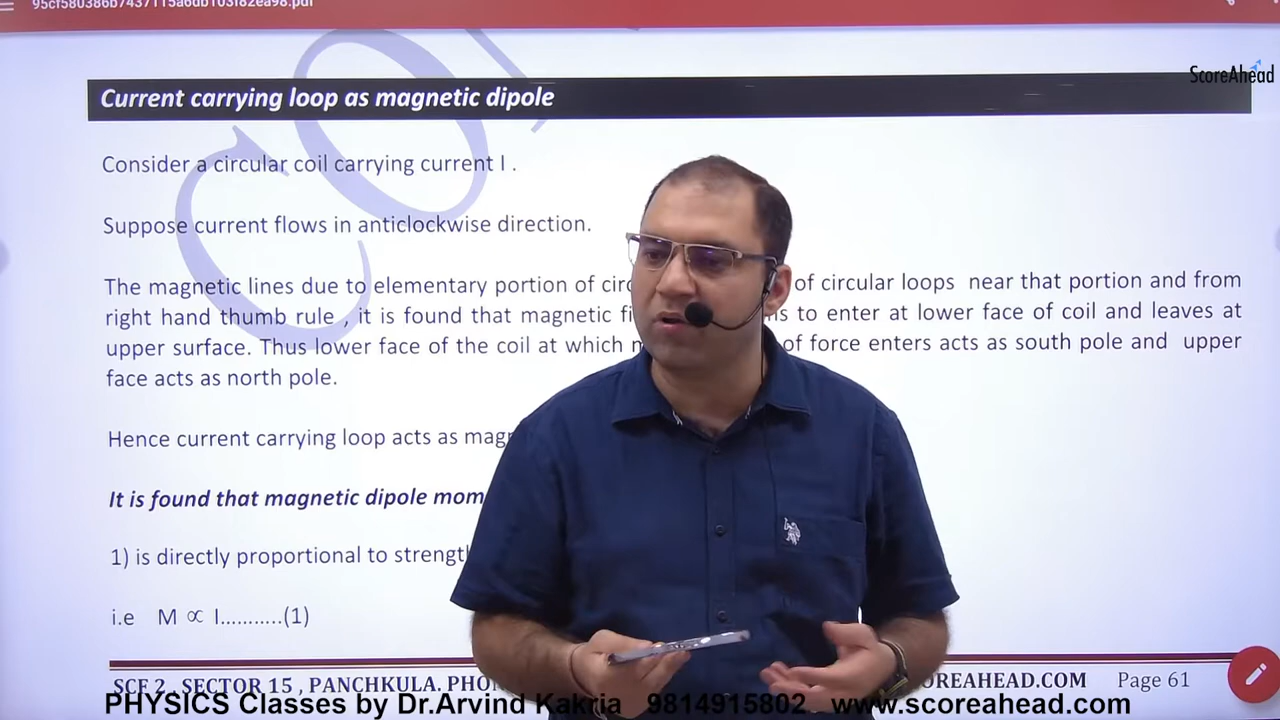 95cf580386b7437115a6db103f82ea98.pdf
ScoreAhead
Current carrying loop as magnetic dipole
Consider a circular coil carrying current I .
Suppose current flows in anticlockwise direction.
The magnetic lines due to elementary portion of circ of circular loops near that portion and from
right hand thumb rule , it is found that magnetic fi s to enter at lower face of coil and leaves at
upper surface. Thus lower face of the coil at which of force enters acts as south pole and upper
face acts as north pole.
Hence current carrying loop acts as mag
It is found that magnetic dipole mom
1) is directly proportional to strengt
i.e M ∝ I...........(1)
SCF 2 , SECTOR 15 , PANCHKULA. PHO OREAHEAD.COM Page 61
PHYSICS Classes by Dr.Arvind Kakria 9814915802 www.scoreahead.com